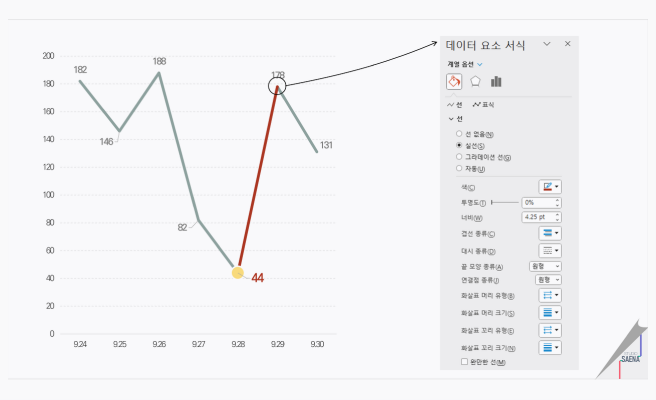 데이터 요소 서식
계열 옵션
선 표식
선
선 없음(N)
실선(S)
그라데이션 선(G)
자동(U)
색(C)
투명도(T) 0%
너비(W) 4.25 pt
겹선 종류(C)
대시 종류(D)
끝 모양 종류(A) 원형
연결점 종류(J) 원형
화살표 머리 유형(B)
화살표 머리 크기(S)
화살표 꼬리 유형(E)
화살표 꼬리 크기(N)
완만한 선(M)
200
180
160
140
120
100
80
60
40
20
0
182
146
188
82
44
178
131
9.24 9.25 9.26 9.27 9.28 9.29 9.30
SAENA